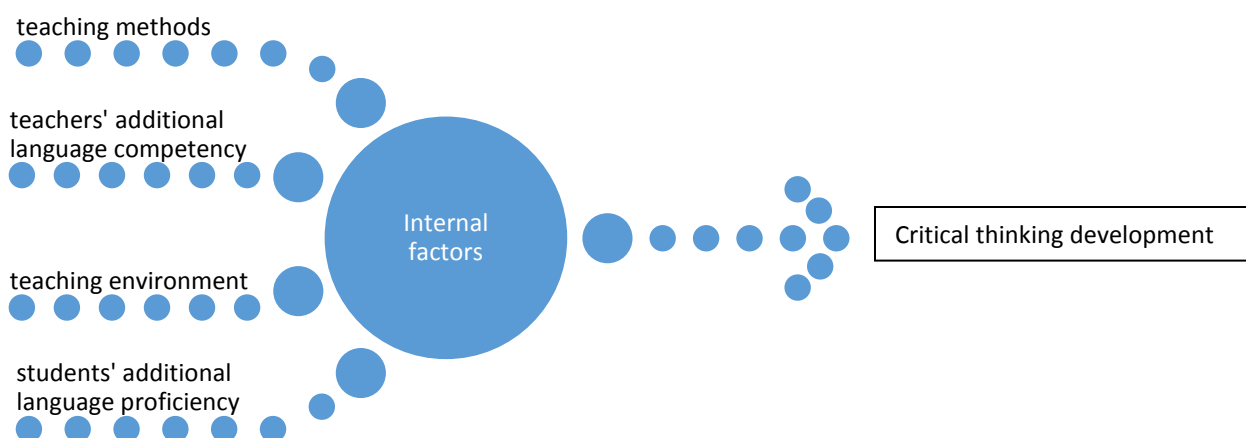 teaching methods
teachers' additional
language competency
Internal
factors
Critical thinking development
teaching environment
students' additional
language proficiency